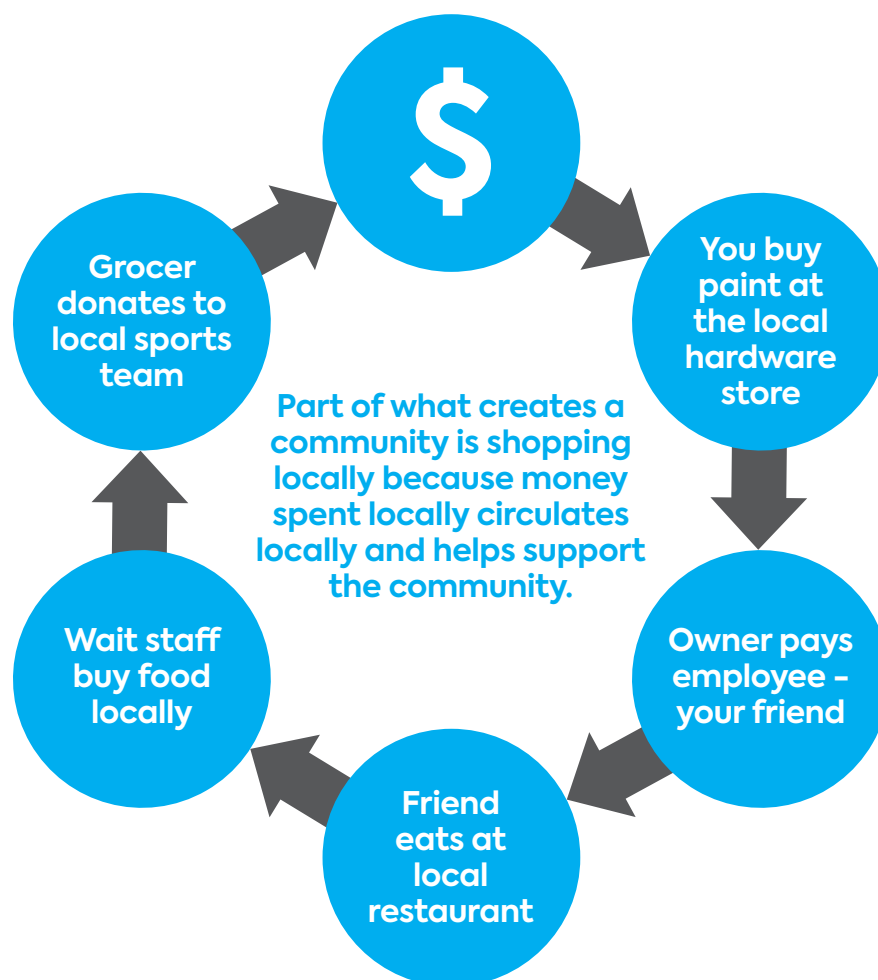 $
You buy
paint at
the local
hardware
store
Owner pays
employee -
your friend
Friend
eats at
local
restaurant
Wait staff
buy food
locally
Grocer
donates to
local sports
team
Part of what creates a
community is shopping
locally because money
spent locally circulates
locally and helps support
the community.